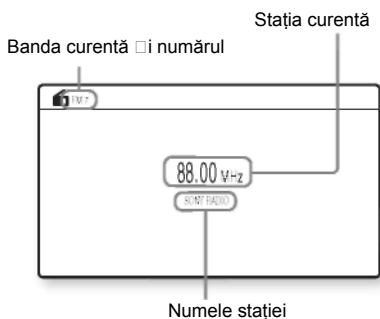 Stația curentă
Banda curentă □i numărul
FM 7
88.00 MHz
SONY RADIO
Numele stației